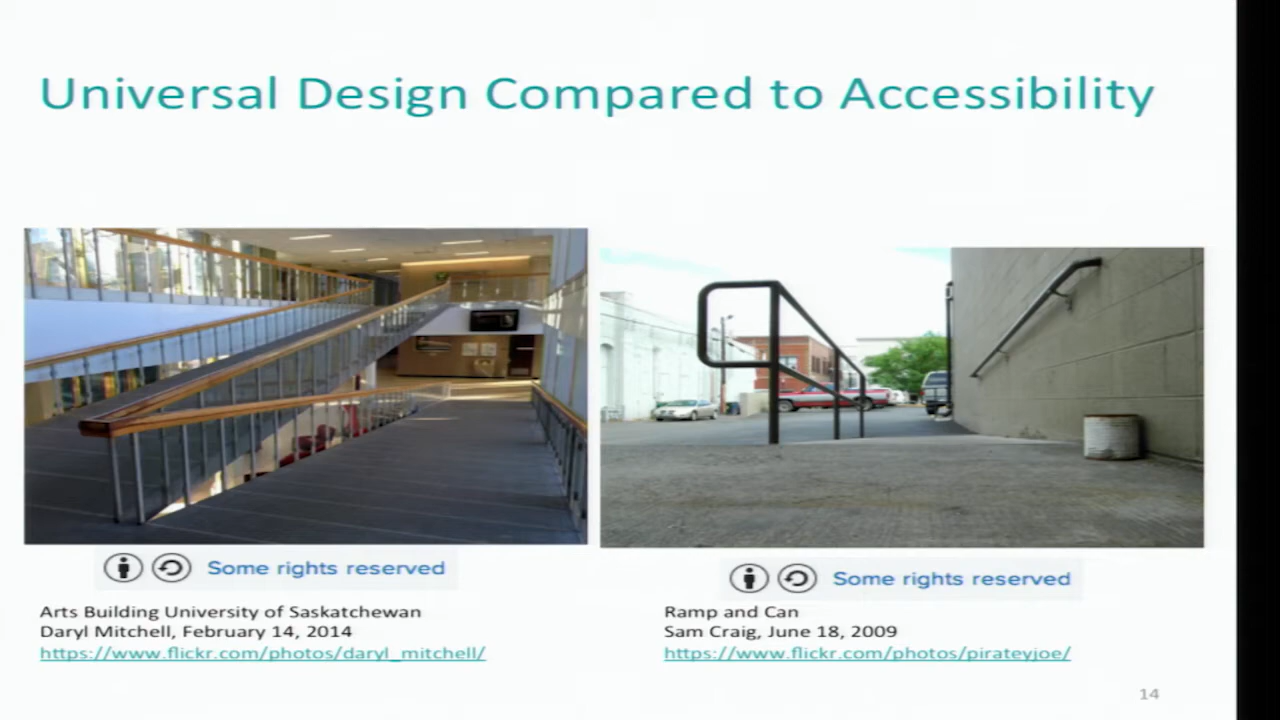 Universal Design Compared to Accessibility
Some rights reserved
Arts Building University of Saskatchewan
Daryl Mitchell, February 14, 2014
https://www.flickr.com/photos/daryl_mitchell/
Some rights reserved
Ramp and Can
Sam Craig, June 18, 2009
https://www.flickr.com/photos/pirateyjoe/
14